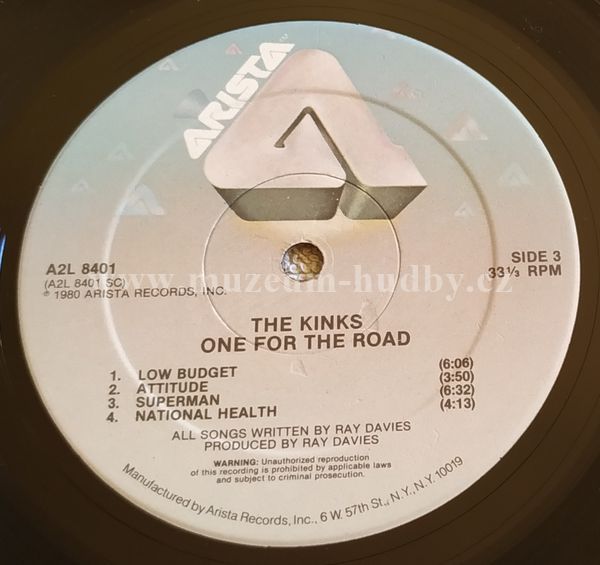 ARISTA
A2L 8401
(A2L 8401 SC)
℗ 1980 ARISTA RECORDS, INC.
SIDE 3
33⅓ RPM
www.muzeum-hudby.cz
THE KINKS
ONE FOR THE ROAD
1. LOW BUDGET (6:06)
2. ATTITUDE (3:50)
3. SUPERMAN (6:32)
4. NATIONAL HEALTH (4:13)
ALL SONGS WRITTEN BY RAY DAVIES
PRODUCED BY RAY DAVIES
WARNING: Unauthorized reproduction
of this recording is prohibited by applicable laws
and subject to criminal prosecution.
Manufactured by Arista Records, Inc., 6 W. 57th St., N.Y., N.Y. 10019